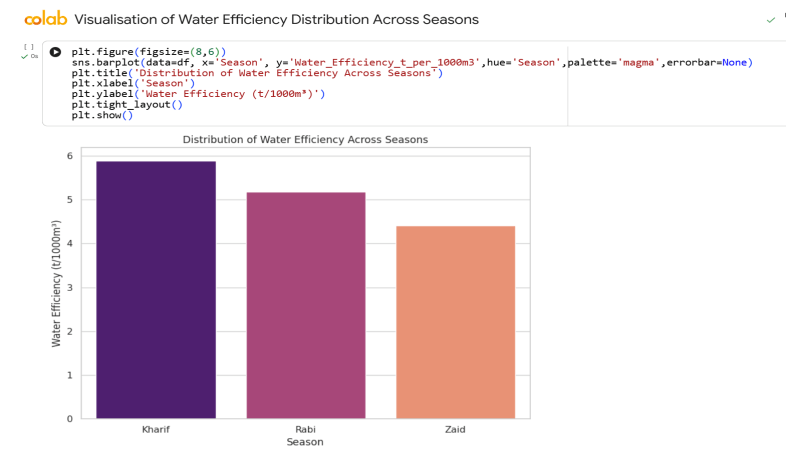 colab Visualisation of Water Efficiency Distribution Across Seasons
[ ]
0s
plt.figure(figsize=(8,6))
sns.barplot(data=df, x='Season', y='Water_Efficiency_t_per_1000m3',hue='Season',palette='magma',errorbar=None)
plt.title('Distribution of Water Efficiency Across Seasons')
plt.xlabel('Season')
plt.ylabel('Water Efficiency (t/1000m³)')
plt.tight_layout()
plt.show()
Distribution of Water Efficiency Across Seasons
Water Efficiency (t/1000m³)
6
5
4
3
2
1
0
Kharif Rabi Zaid
Season